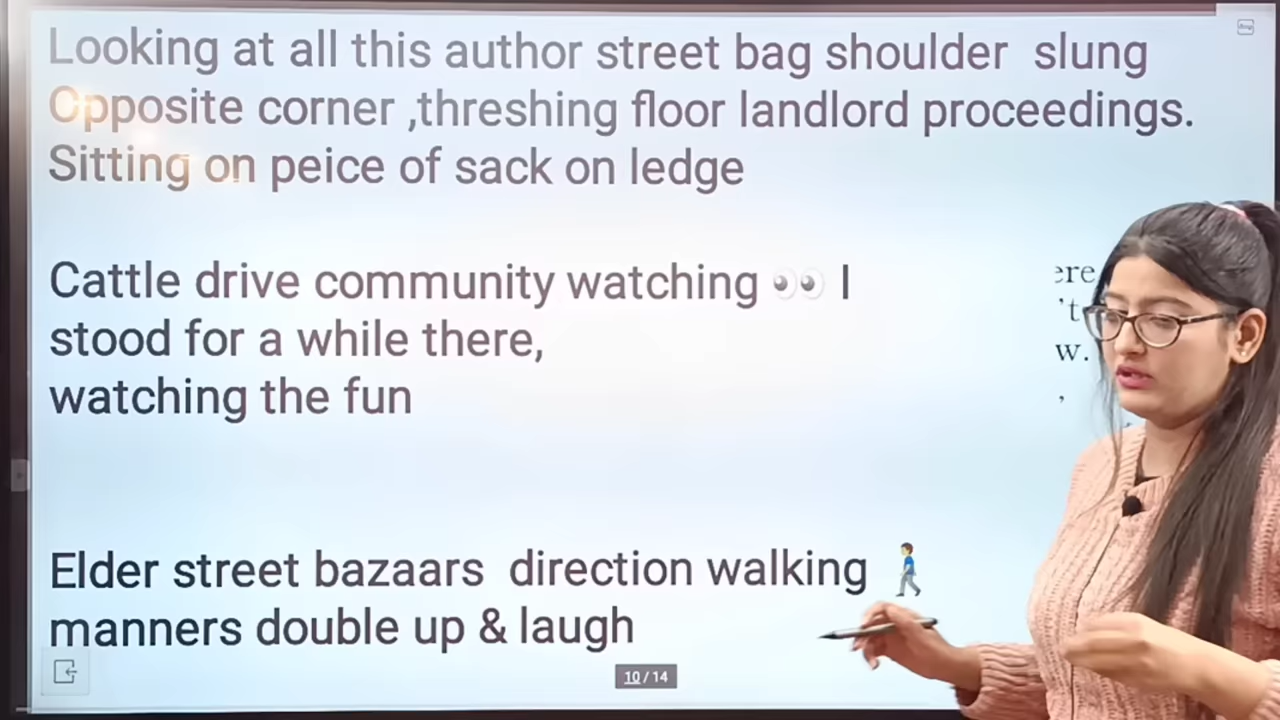 Looking at all this author street bag shoulder slung
Opposite corner ,threshing floor landlord proceedings.
Sitting on peice of sack on ledge
Cattle drive community watching 👀 I
stood for a while there,
watching the fun
Elder street bazaars direction walking 🚶
manners double up & laugh
10 / 14